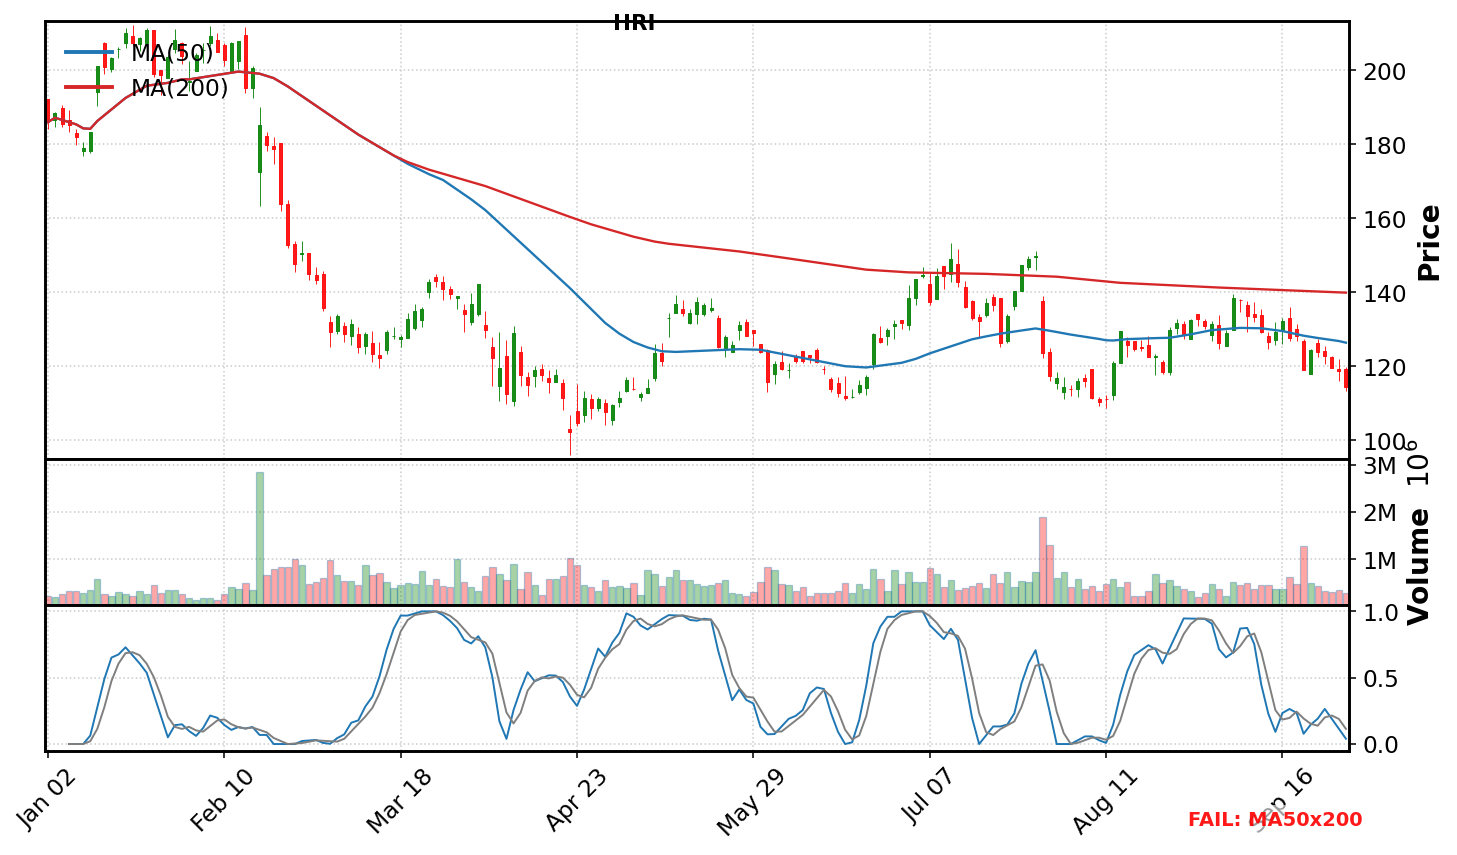 HRI
MA(50)
MA(200)
200
180
160
140
120
100
Price
3M
2M
1M
Volume 10⁶
1.0
0.5
0.0
Jan 02
Feb 10
Mar 18
Apr 23
May 29
Jul 07
Aug 11
Sep 16
FAIL: MA50x200